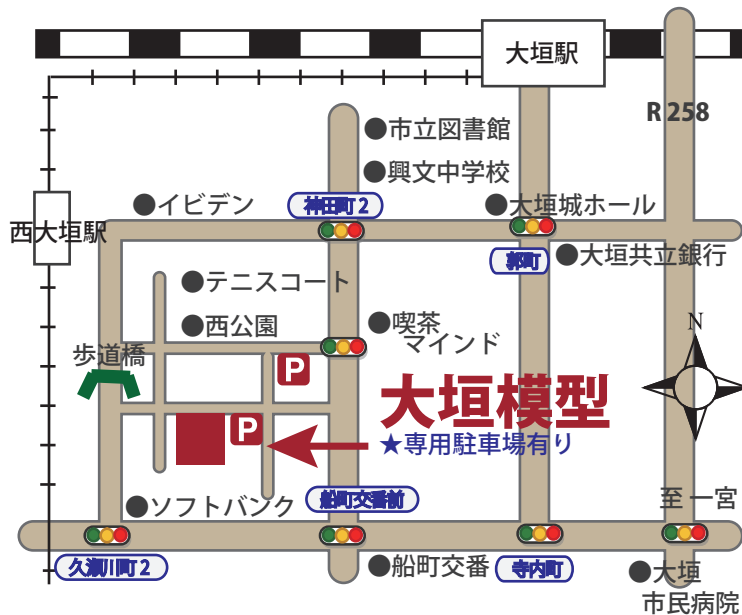 大垣駅
R 258
●市立図書館
●興文中学校
●イビデン
神田町2
●大垣城ホール
西大垣駅
郭町
●大垣共立銀行
●テニスコート
●西公園
●喫茶
マインド
N
歩道橋
P
大垣模型
P
★専用駐車場有り
●ソフトバンク
船町交番前
至 一宮
久瀬川町2
●船町交番
寺内町
●大垣
市民病院